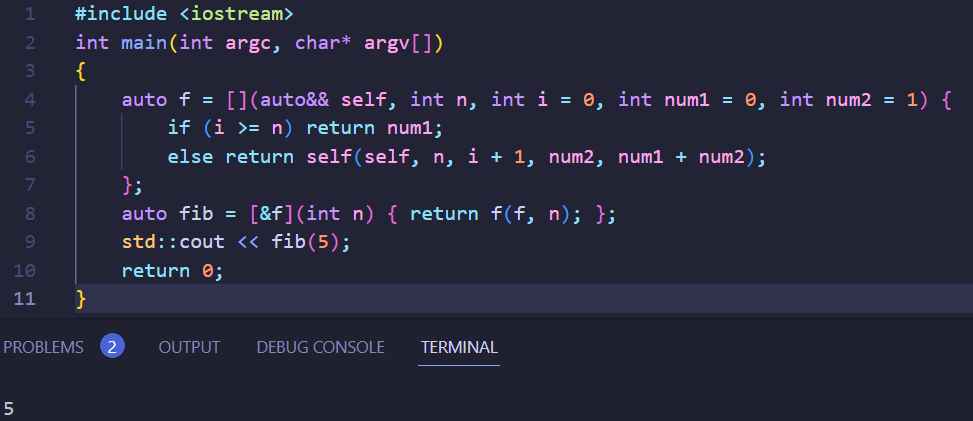 1 #include <iostream>
2 int main(int argc, char* argv[])
3 {
4     auto f = [](auto&& self, int n, int i = 0, int num1 = 0, int num2 = 1) {
5         if (i >= n) return num1;
6         else return self(self, n, i + 1, num2, num1 + num2);
7     };
8     auto fib = [&f](int n) { return f(f, n); };
9     std::cout << fib(5);
10     return 0;
11 }
PROBLEMS 2 OUTPUT DEBUG CONSOLE TERMINAL
5